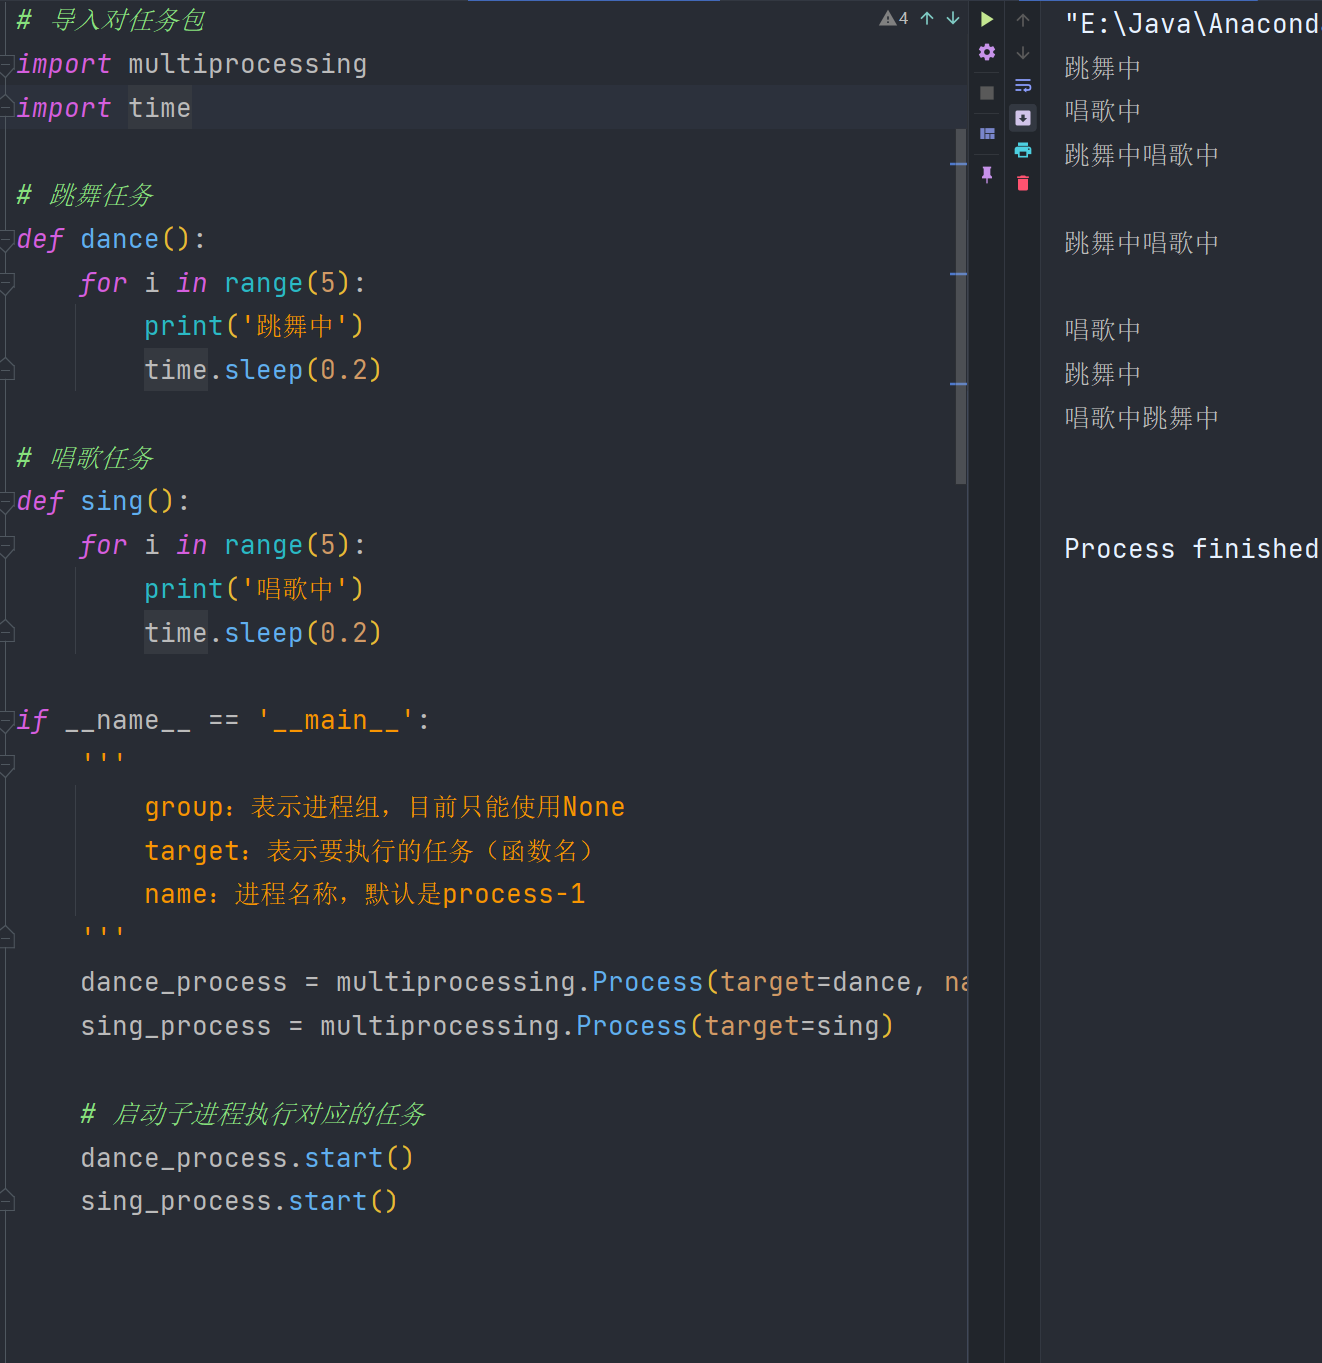 # 导入对任务包
import multiprocessing
import time
# 跳舞任务
def dance():
for i in range(5):
print('跳舞中')
time.sleep(0.2)
# 唱歌任务
def sing():
for i in range(5):
print('唱歌中')
time.sleep(0.2)
if __name__ == '__main__':
'''
group：表示进程组，目前只能使用None
target：表示要执行的任务（函数名）
name：进程名称，默认是process-1
'''
dance_process = multiprocessing.Process(target=dance, na
sing_process = multiprocessing.Process(target=sing)
# 启动子进程执行对应的任务
dance_process.start()
sing_process.start()
4
"E:\Java\Anacond
跳舞中
唱歌中
跳舞中唱歌中
跳舞中唱歌中
唱歌中
跳舞中
唱歌中跳舞中
Process finished